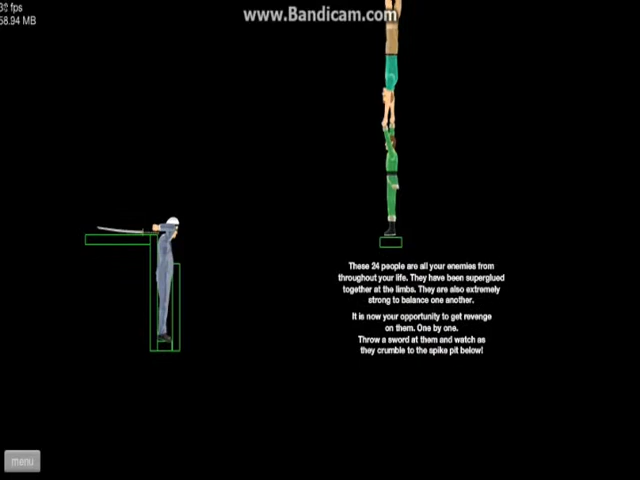 38 fps
58.94 MB
www.Bandicam.com
These 24 people are all your enemies from
throughout your life. They have been superglued
together at the limbs. They are also extremely
strong to balance one another.
It is now your opportunity to get revenge
on them. One by one.
Throw a sword at them and watch as
they crumble to the spike pit below!
menu